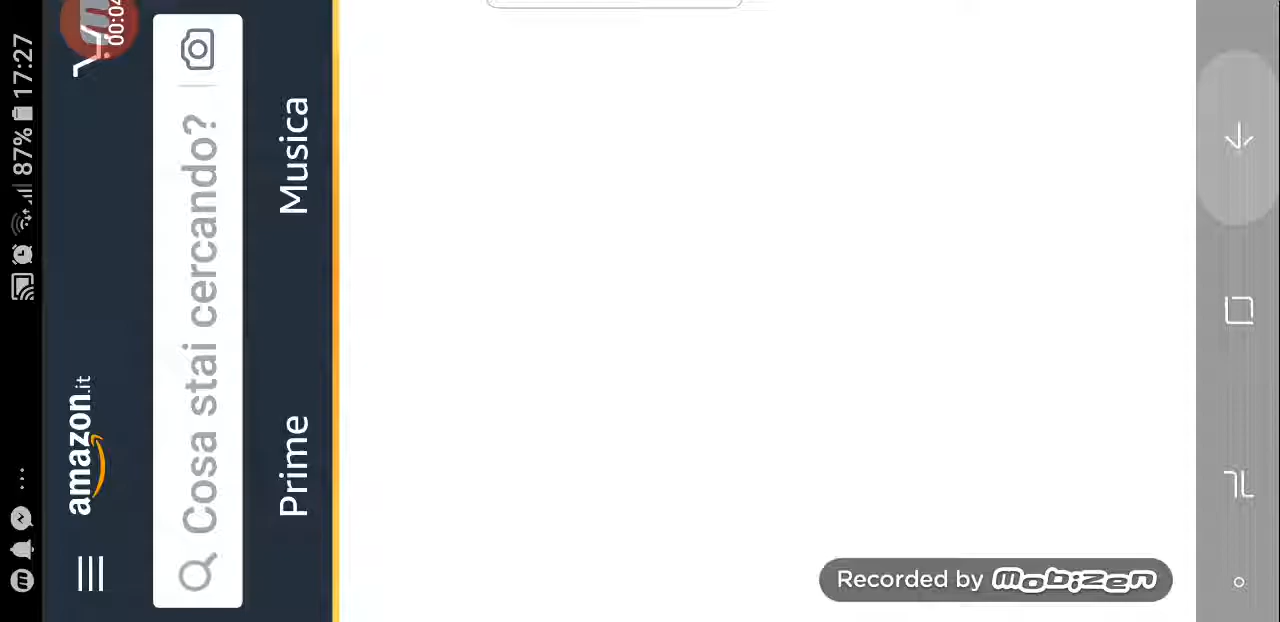 87% 17:27
00:04
amazon.it
Cosa stai cercando?
Prime Musica
Recorded by mobizen